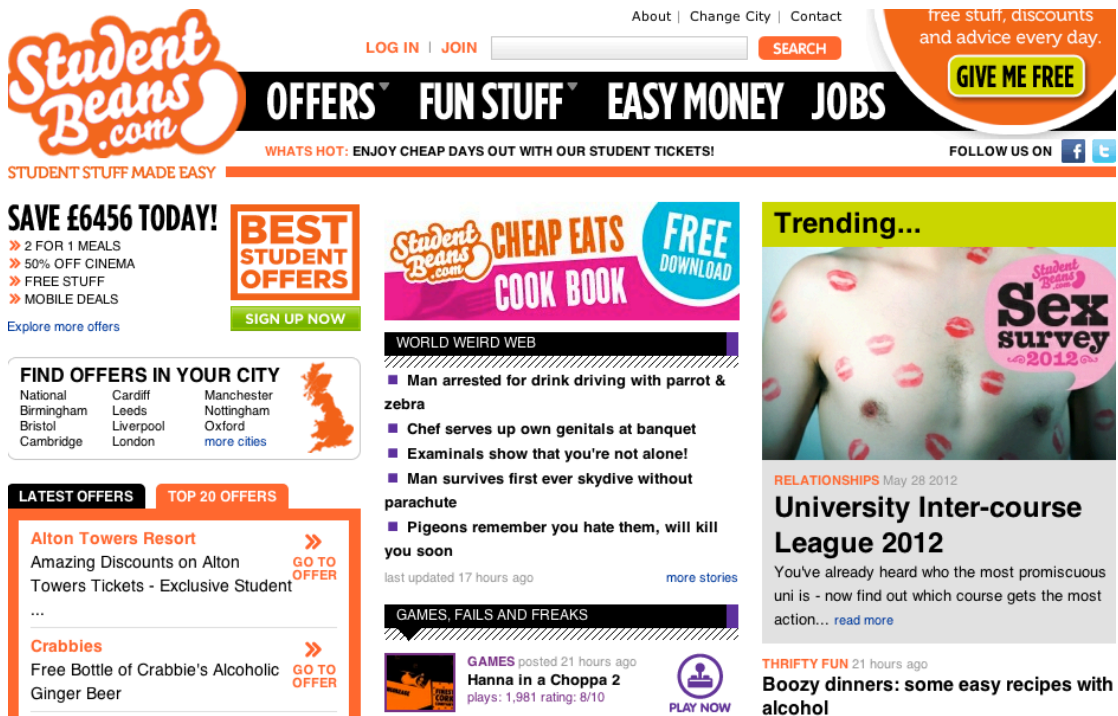 About | Change City | Contact
free stuff, discounts
and advice every day.
GIVE ME FREE
Student
Beans
.com
STUDENT STUFF MADE EASY
LOG IN | JOIN
SEARCH
OFFERS FUN STUFF EASY MONEY JOBS
WHATS HOT: ENJOY CHEAP DAYS OUT WITH OUR STUDENT TICKETS!
FOLLOW US ON f t
SAVE £6456 TODAY!
2 FOR 1 MEALS
50% OFF CINEMA
FREE STUFF
MOBILE DEALS
Explore more offers
BEST
STUDENT
OFFERS
SIGN UP NOW
FIND OFFERS IN YOUR CITY
National Cardiff Manchester
Birmingham Leeds Nottingham
Bristol Liverpool Oxford
Cambridge London more cities
LATEST OFFERS TOP 20 OFFERS
Alton Towers Resort
Amazing Discounts on Alton
Towers Tickets - Exclusive Student
...
GO TO
OFFER
Crabbies
Free Bottle of Crabbie's Alcoholic
Ginger Beer
GO TO
OFFER
Student
Beans
.com
CHEAP EATS
COOK BOOK
FREE
DOWNLOAD
WORLD WEIRD WEB
Man arrested for drink driving with parrot &
zebra
Chef serves up own genitals at banquet
Examinals show that you're not alone!
Man survives first ever skydive without
parachute
Pigeons remember you hate them, will kill
you soon
last updated 17 hours ago more stories
GAMES, FAILS AND FREAKS
GAMES posted 21 hours ago
Hanna in a Choppa 2
plays: 1,981 rating: 8/10
PLAY NOW
Trending...
Student
Beans
.com
Sex
survey
2012
RELATIONSHIPS May 28 2012
University Inter-course
League 2012
You've already heard who the most promiscuous
uni is - now find out which course gets the most
action... read more
THRIFTY FUN 21 hours ago
Boozy dinners: some easy recipes with
alcohol